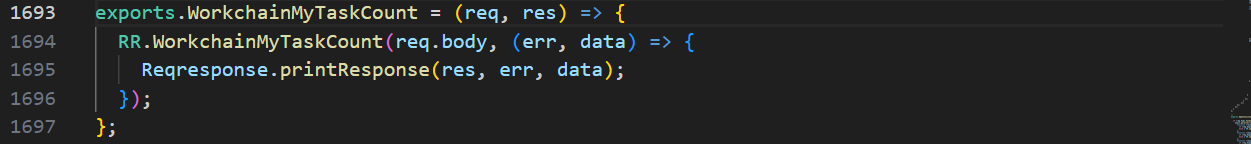 1693 exports.WorkchainMyTaskCount = (req, res) => {
1694 RR.WorkchainMyTaskCount(req.body, (err, data) => {
1695 Reqresponse.printResponse(res, err, data);
1696 });
1697 };